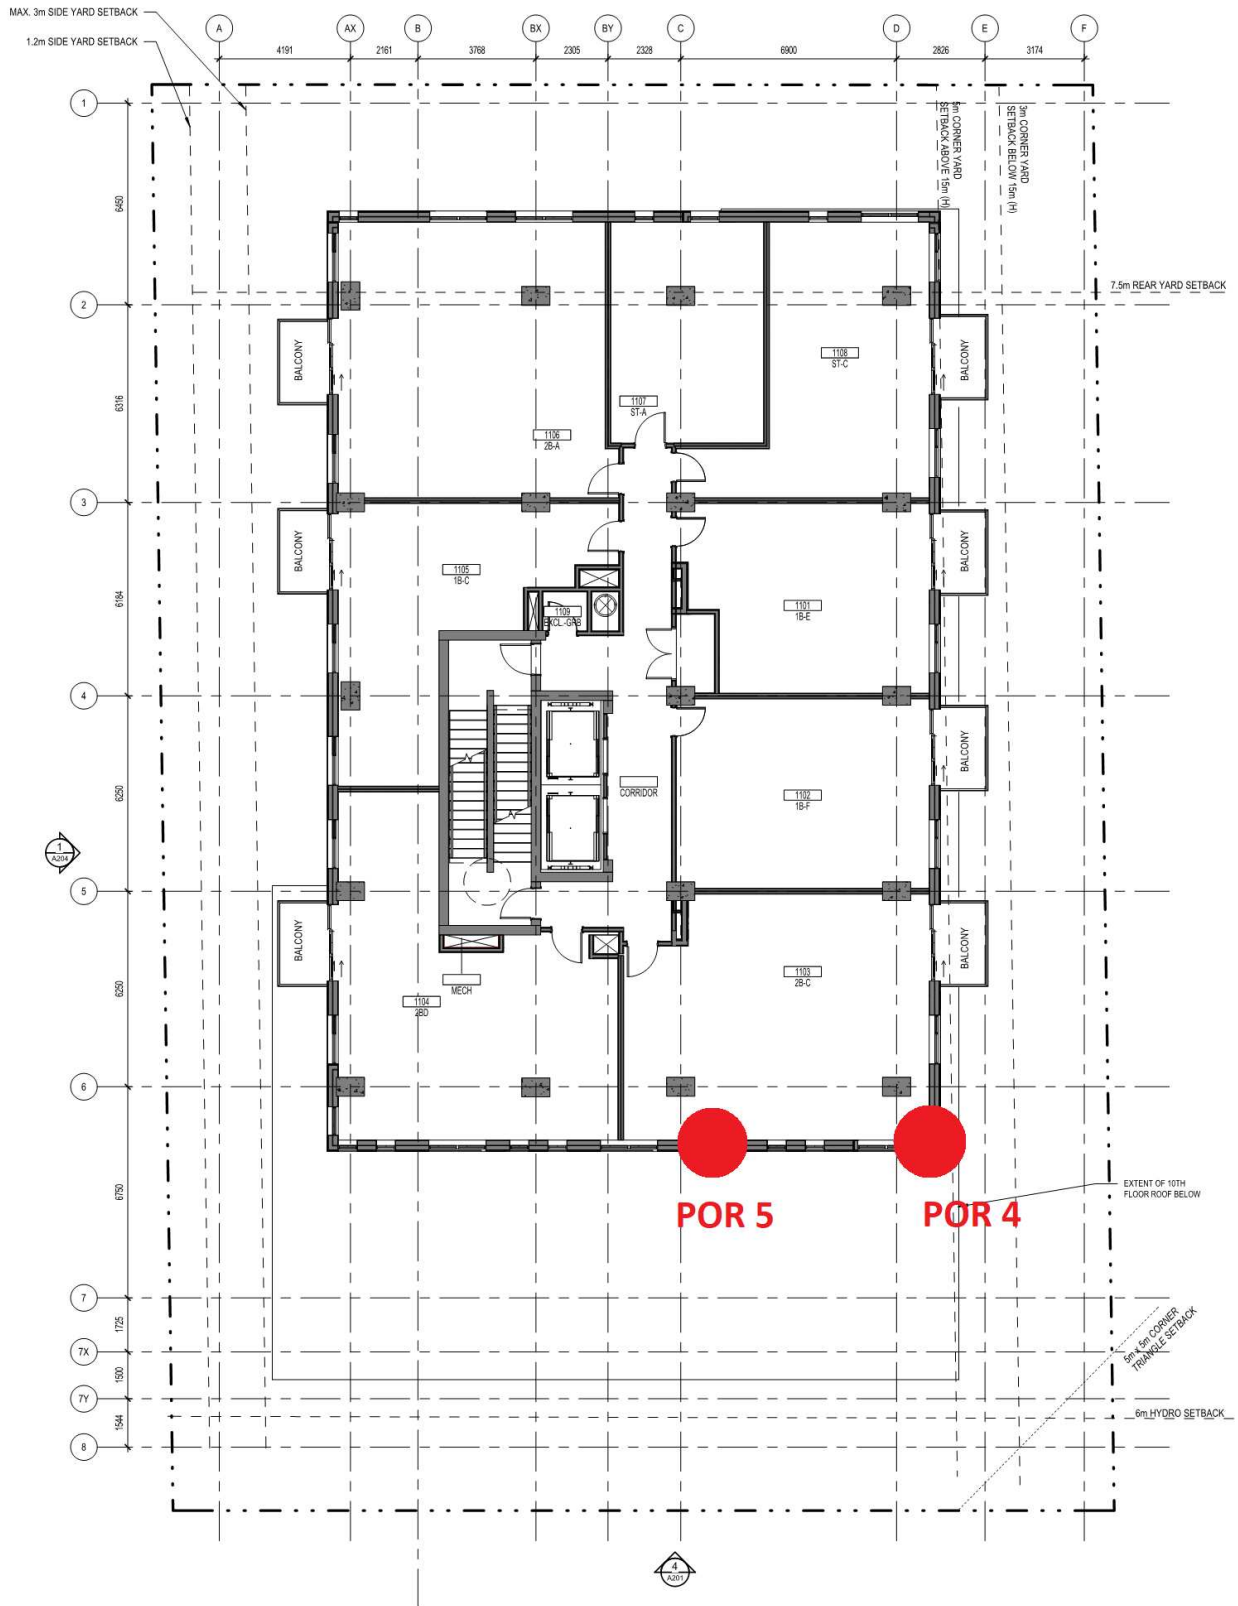 MAX. 3m SIDE YARD SETBACK
1.2m SIDE YARD SETBACK
A
AX
B
BX
BY
C
D
E
F
4191
2161
3768
2305
2328
6900
2826
3174
1
5m CORNER YARD
SETBACK ABOVE 15m (H)
3m CORNER YARD
SETBACK BELOW 15m (H)
6450
2
7.5m REAR YARD SETBACK
BALCONY
1108
ST-C
BALCONY
6316
1107
ST-A
1106
2B-A
3
BALCONY
1105
1B-C
BALCONY
6184
1109
EXCL.-GRB
1101
1B-E
4
BALCONY
6250
CORRIDOR
1102
1B-F
1
A204
5
BALCONY
BALCONY
6250
MECH
1104
2BD
1103
2B-C
6
6750
POR 5
POR 4
EXTENT OF 10TH
FLOOR ROOF BELOW
7
1725
7X
5m x 5m CORNER
TRIANGLE SETBACK
1500
7Y
1544
6m HYDRO SETBACK
8
4
A201